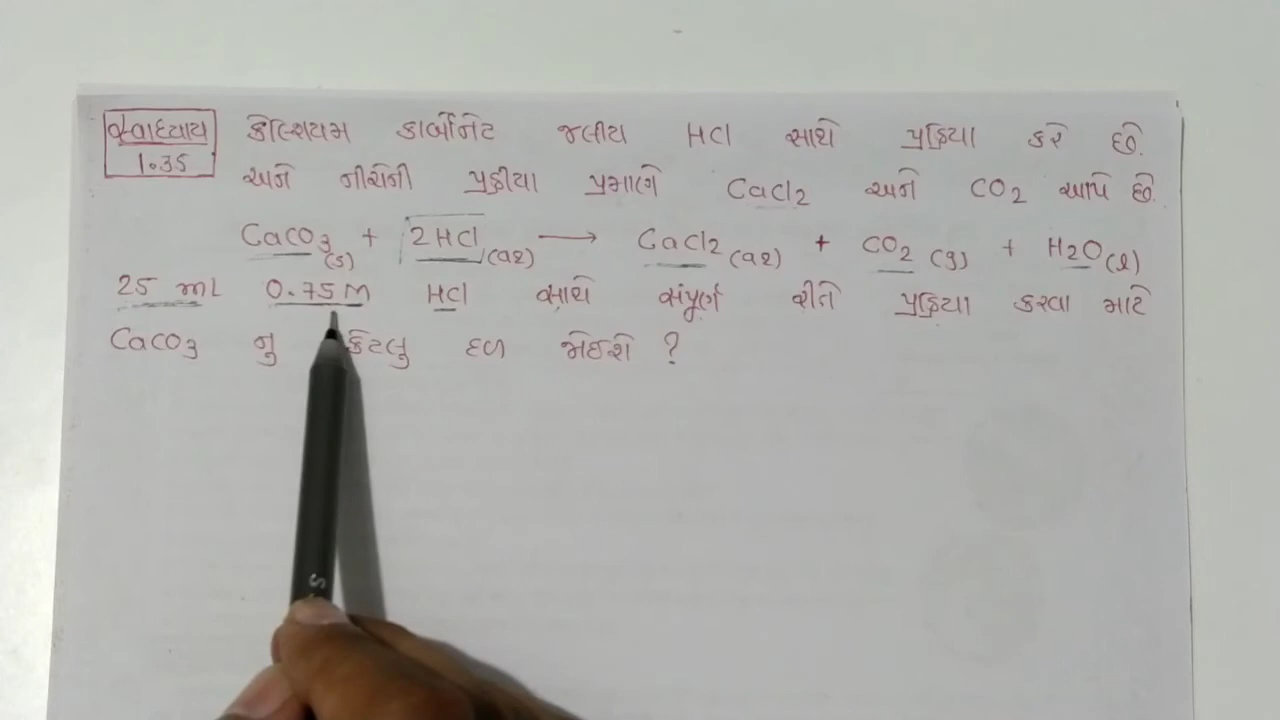 સ્વાધ્યાય
1.35
કેલ્શિયમ કાર્બોનેટ જલીય HCl સાથે પ્રક્રિયા કરે છે.
અને નીચેની પ્રક્રીયા પ્રમાણે CaCl2 અને CO2 આપે છે.
CaCO3(s) + 2HCl(aq) → CaCl2(aq) + CO2(g) + H2O(l)
25 mL 0.75M HCl સાથે સંપૂર્ણ રીતે પ્રક્રિયા કરવા માટે
CaCO3 નુ કેટલુ દળ જોઈશે ?